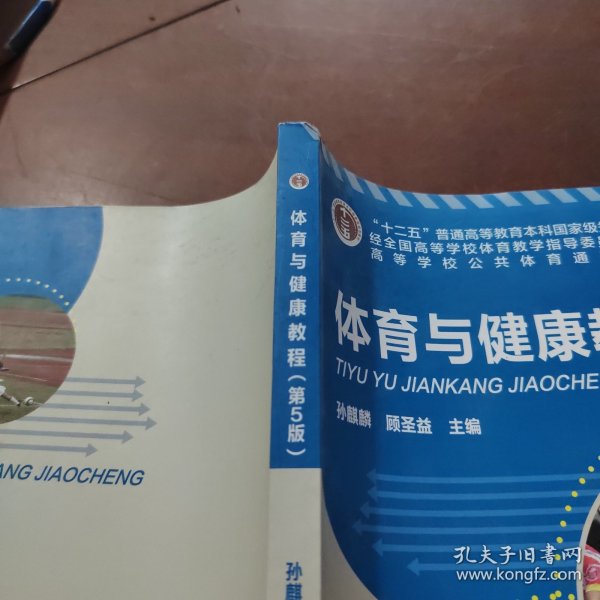 体育与健康教程(第5版)
孙麒
十二五
“十二五”普通高等教育本科国家级
经全国高等学校体育教学指导委
高等学校公共体育通
体育与健康
TIYU YU JIANKANG JIAOCHE
孙麒麟 顾圣益 主编
ANG JIAOCHENG
孔夫子旧书网
www.kongfz.com